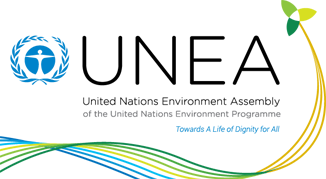 UNEA
United Nations Environment Assembly
of the United Nations Environment Programme
Towards A Life of Dignity for All